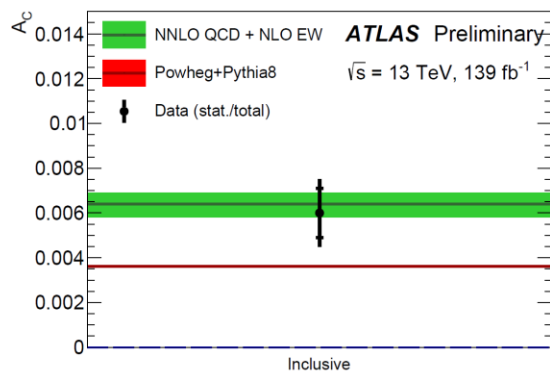 A_C
0.014
0.012
0.01
0.008
0.006
0.004
0.002
0
NNLO QCD + NLO EW
Powheg+Pythia8
Data (stat./total)
ATLAS Preliminary
√s = 13 TeV, 139 fb⁻¹
Inclusive